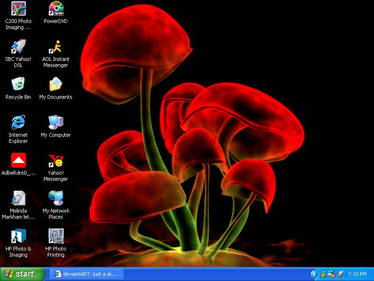 C200 Photo
Imaging ...
PowerDVD
SBC Yahoo!
DSL
AOL Instant
Messenger
Recycle Bin
My Documents
Internet
Explorer
My Computer
AdbeRdr60_...
Yahoo!
Messenger
Melinda
Markham let...
My Network
Places
HP Photo &
Imaging
HP Photo
Printing
start
deviantART: just a sk...
7:18 PM